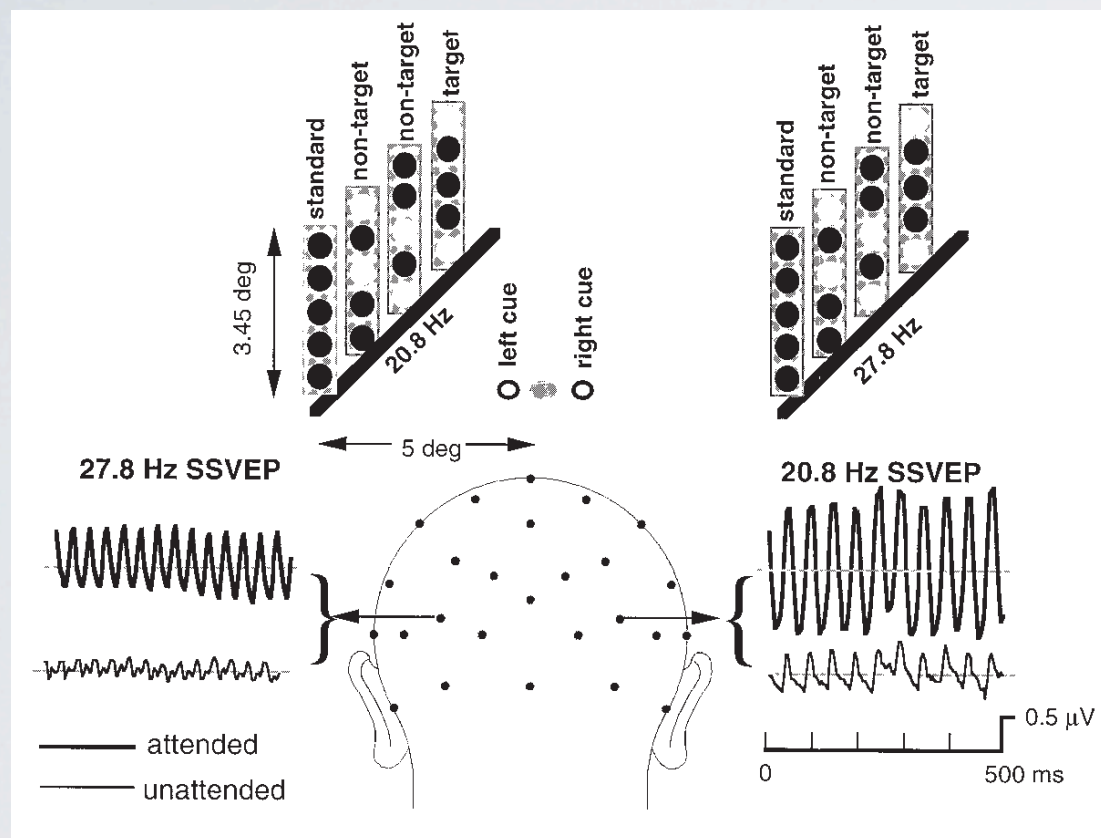 standard
non-target
non-target
target
3.45 deg
20.8 Hz
left cue
right cue
standard
non-target
non-target
target
27.8 Hz
5 deg
27.8 Hz SSVEP
20.8 Hz SSVEP
attended
unattended
0.5 µV
0
500 ms